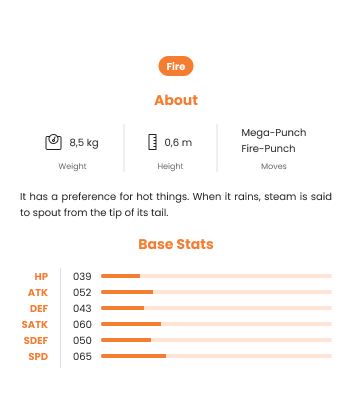 Fire
About
8,5 kg
0,6 m
Mega-Punch
Fire-Punch
Weight
Height
Moves
It has a preference for hot things. When it rains, steam is said
to spout from the tip of its tail.
Base Stats
HP 039
ATK 052
DEF 043
SATK 060
SDEF 050
SPD 065